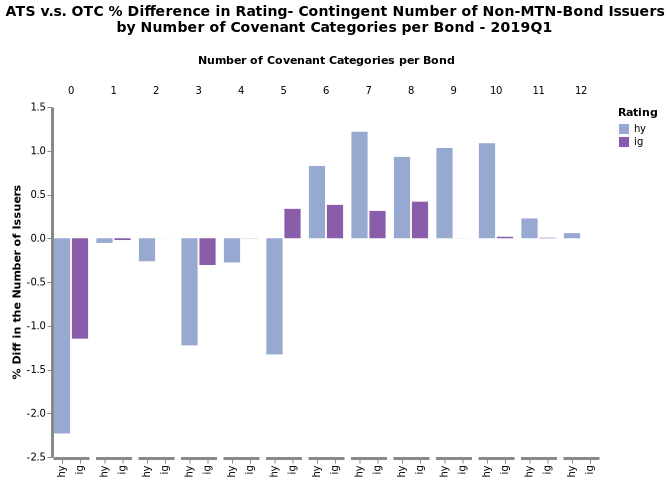 ATS v.s. OTC % Difference in Rating- Contingent Number of Non-MTN-Bond Issuers
by Number of Covenant Categories per Bond - 2019Q1
Number of Covenant Categories per Bond
0 1 2 3 4 5 6 7 8 9 10 11 12
1.5
1.0
0.5
0.0
-0.5
-1.0
-1.5
-2.0
-2.5
% Diff in the Number of Issuers
hy ig hy ig hy ig hy ig hy ig hy ig hy ig hy ig hy ig hy ig hy ig hy ig hy ig
Rating
hy
ig